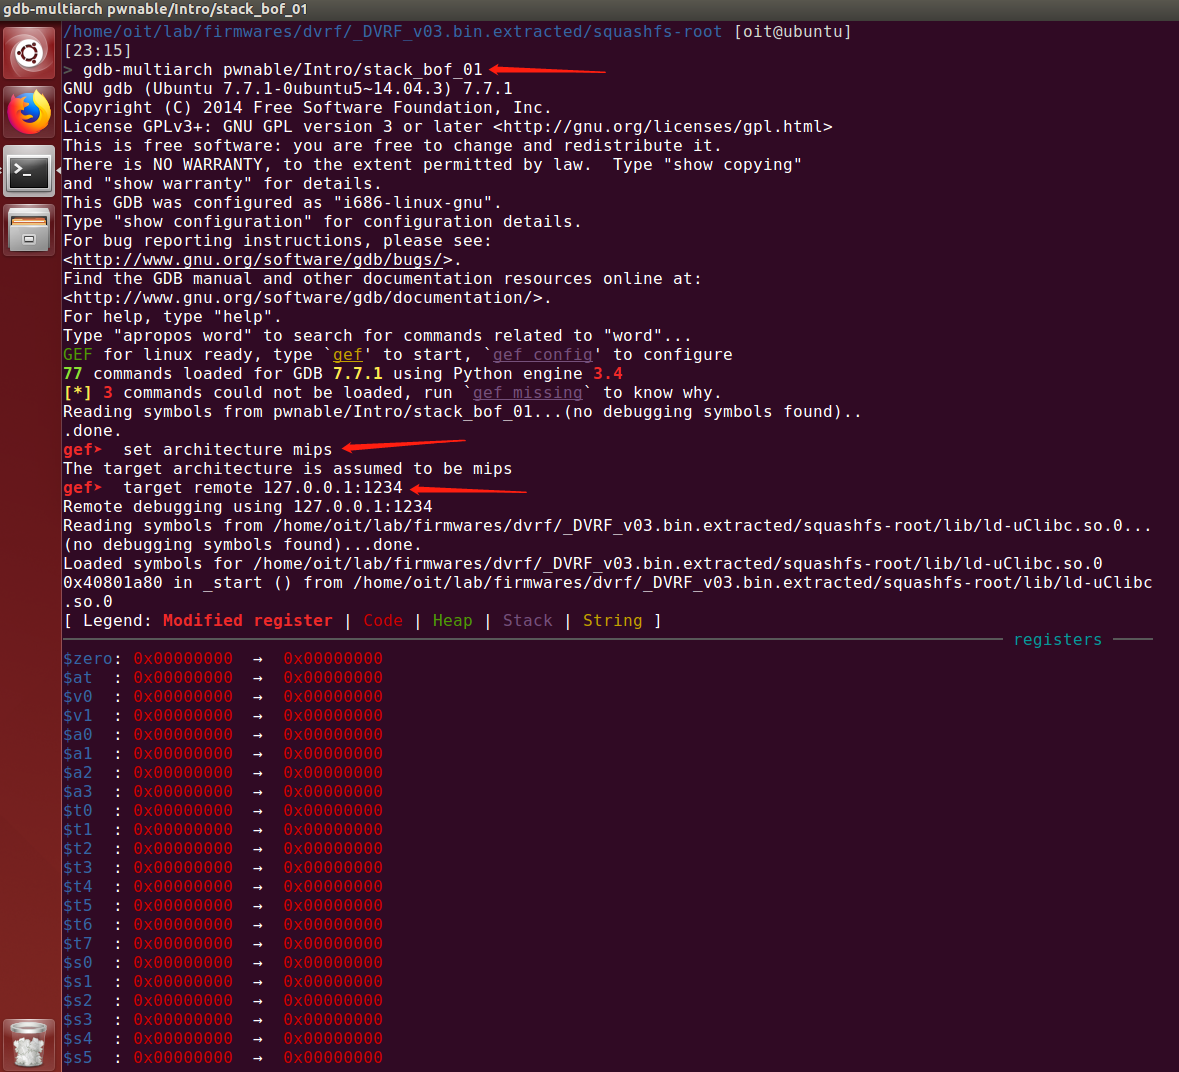 gdb-multiarch pwnable/Intro/stack_bof_01
/home/oit/lab/firmwares/dvrf/_DVRF_v03.bin.extracted/squashfs-root [oit@ubuntu]
[23:15]
> gdb-multiarch pwnable/Intro/stack_bof_01
GNU gdb (Ubuntu 7.7.1-0ubuntu5~14.04.3) 7.7.1
Copyright (C) 2014 Free Software Foundation, Inc.
License GPLv3+: GNU GPL version 3 or later <http://gnu.org/licenses/gpl.html>
This is free software: you are free to change and redistribute it.
There is NO WARRANTY, to the extent permitted by law.  Type "show copying"
and "show warranty" for details.
This GDB was configured as "i686-linux-gnu".
Type "show configuration" for configuration details.
For bug reporting instructions, please see:
<http://www.gnu.org/software/gdb/bugs/>.
Find the GDB manual and other documentation resources online at:
<http://www.gnu.org/software/gdb/documentation/>.
For help, type "help".
Type "apropos word" to search for commands related to "word"...
GEF for linux ready, type `gef' to start, `gef config' to configure
77 commands loaded for GDB 7.7.1 using Python engine 3.4
[*] 3 commands could not be loaded, run `gef missing` to know why.
Reading symbols from pwnable/Intro/stack_bof_01...(no debugging symbols found)..
.done.
gef➤  set architecture mips
The target architecture is assumed to be mips
gef➤  target remote 127.0.0.1:1234
Remote debugging using 127.0.0.1:1234
Reading symbols from /home/oit/lab/firmwares/dvrf/_DVRF_v03.bin.extracted/squashfs-root/lib/ld-uClibc.so.0...
(no debugging symbols found)...done.
Loaded symbols for /home/oit/lab/firmwares/dvrf/_DVRF_v03.bin.extracted/squashfs-root/lib/ld-uClibc.so.0
0x40801a80 in _start () from /home/oit/lab/firmwares/dvrf/_DVRF_v03.bin.extracted/squashfs-root/lib/ld-uClibc
.so.0
[ Legend: Modified register | Code | Heap | Stack | String ]
registers
$zero: 0x00000000  →  0x00000000
$at  : 0x00000000  →  0x00000000
$v0  : 0x00000000  →  0x00000000
$v1  : 0x00000000  →  0x00000000
$a0  : 0x00000000  →  0x00000000
$a1  : 0x00000000  →  0x00000000
$a2  : 0x00000000  →  0x00000000
$a3  : 0x00000000  →  0x00000000
$t0  : 0x00000000  →  0x00000000
$t1  : 0x00000000  →  0x00000000
$t2  : 0x00000000  →  0x00000000
$t3  : 0x00000000  →  0x00000000
$t4  : 0x00000000  →  0x00000000
$t5  : 0x00000000  →  0x00000000
$t6  : 0x00000000  →  0x00000000
$t7  : 0x00000000  →  0x00000000
$s0  : 0x00000000  →  0x00000000
$s1  : 0x00000000  →  0x00000000
$s2  : 0x00000000  →  0x00000000
$s3  : 0x00000000  →  0x00000000
$s4  : 0x00000000  →  0x00000000
$s5  : 0x00000000  →  0x00000000